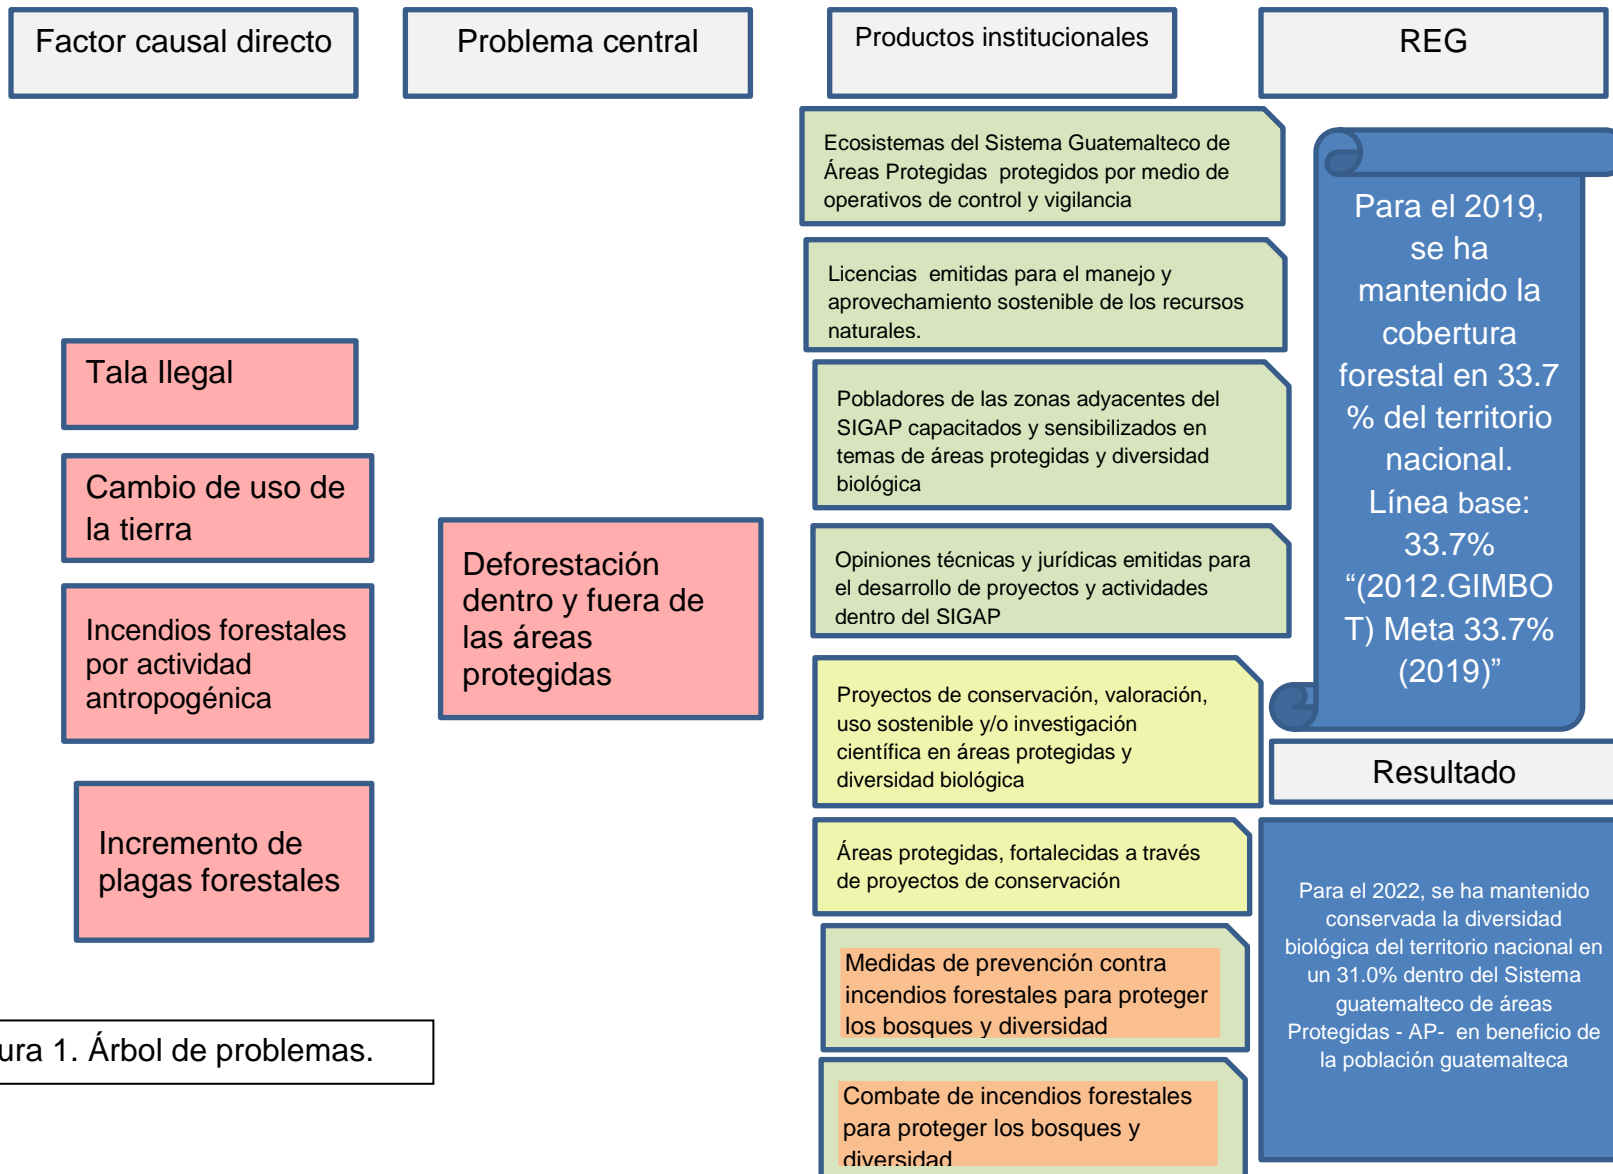 Factor causal directo
Problema central
Productos institucionales
REG
Tala Ilegal
Cambio de uso de
la tierra
Incendios forestales
por actividad
antropogénica
Incremento de
plagas forestales
Deforestación
dentro y fuera de
las áreas
protegidas
Ecosistemas del Sistema Guatemalteco de
Áreas Protegidas  protegidos por medio de
operativos de control y vigilancia
Licencias  emitidas para el manejo y
aprovechamiento sostenible de los recursos
naturales.
Pobladores de las zonas adyacentes del
SIGAP capacitados y sensibilizados en
temas de áreas protegidas y diversidad
biológica
Opiniones técnicas y jurídicas emitidas para
el desarrollo de proyectos y actividades
dentro del SIGAP
Proyectos de conservación, valoración,
uso sostenible y/o investigación
científica en áreas protegidas y
diversidad biológica
Áreas protegidas, fortalecidas a través
de proyectos de conservación
Medidas de prevención contra
incendios forestales para proteger
los bosques y diversidad
Combate de incendios forestales
para proteger los bosques y
diversidad
Para el 2019,
se ha
mantenido la
cobertura
forestal en 33.7
% del territorio
nacional.
Línea base:
33.7%
“(2012.GIMBO
T) Meta 33.7%
(2019)”
Resultado
Para el 2022, se ha mantenido
conservada la diversidad
biológica del territorio nacional en
un 31.0% dentro del Sistema
guatemalteco de áreas
Protegidas - AP-  en beneficio de
la población guatemalteca
ura 1. Árbol de problemas.